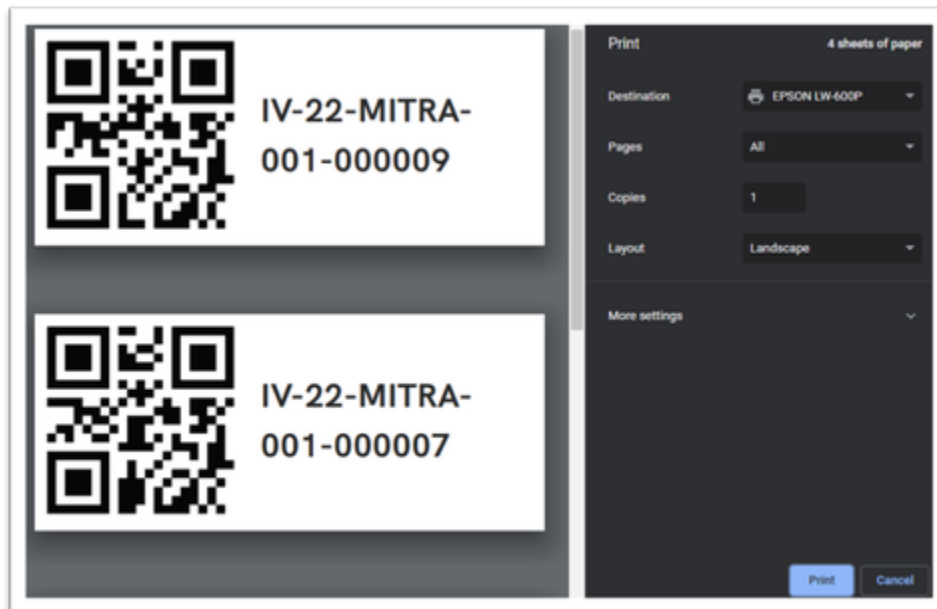 IV-22-MITRA-
001-000009
IV-22-MITRA-
001-000007
Print
4 sheets of paper
Destination
EPSON LW-600P
Pages
All
Copies
1
Layout
Landscape
More settings
Print
Cancel